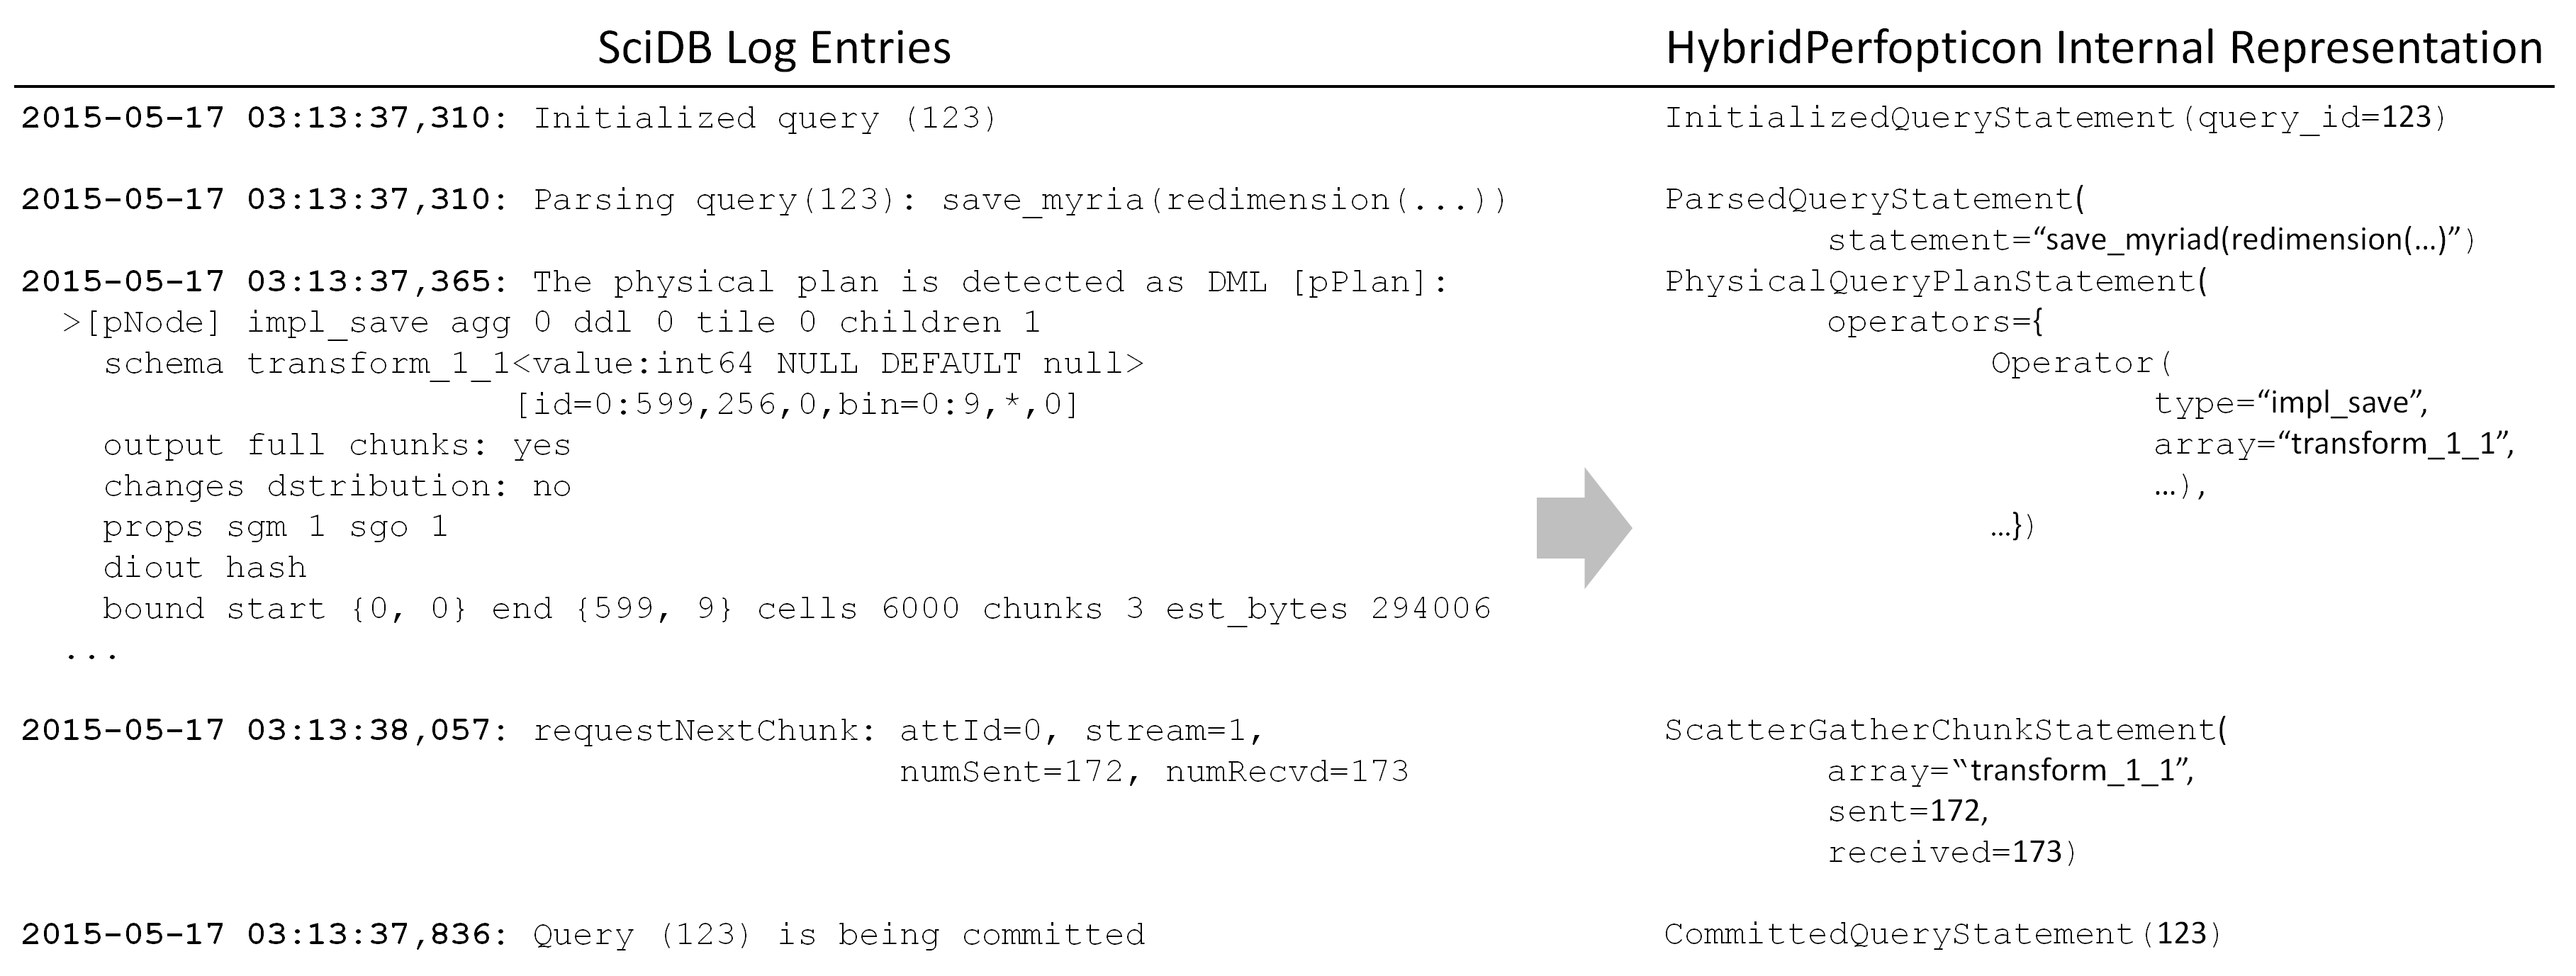 SciDB Log Entries
HybridPerfopticon Internal Representation
2015-05-17 03:13:37,310: Initialized query (123)
InitializedQueryStatement(query_id=123)
2015-05-17 03:13:37,310: Parsing query(123): save_myria(redimension(...))
ParsedQueryStatement(
statement=“save_myriad(redimension(…)”)
2015-05-17 03:13:37,365: The physical plan is detected as DML [pPlan]:
>[pNode] impl_save agg 0 ddl 0 tile 0 children 1
schema transform_1_1<value:int64 NULL DEFAULT null>
[id=0:599,256,0,bin=0:9,*,0]
output full chunks: yes
changes dstribution: no
props sgm 1 sgo 1
diout hash
bound start {0, 0} end {599, 9} cells 6000 chunks 3 est_bytes 294006
...
PhysicalQueryPlanStatement(
operators={
Operator(
type=“impl_save”,
array=“transform_1_1”,
…),
…})
2015-05-17 03:13:38,057: requestNextChunk: attId=0, stream=1,
numSent=172, numRecvd=173
ScatterGatherChunkStatement(
array=“transform_1_1”,
sent=172,
received=173)
2015-05-17 03:13:37,836: Query (123) is being committed
CommittedQueryStatement(123)